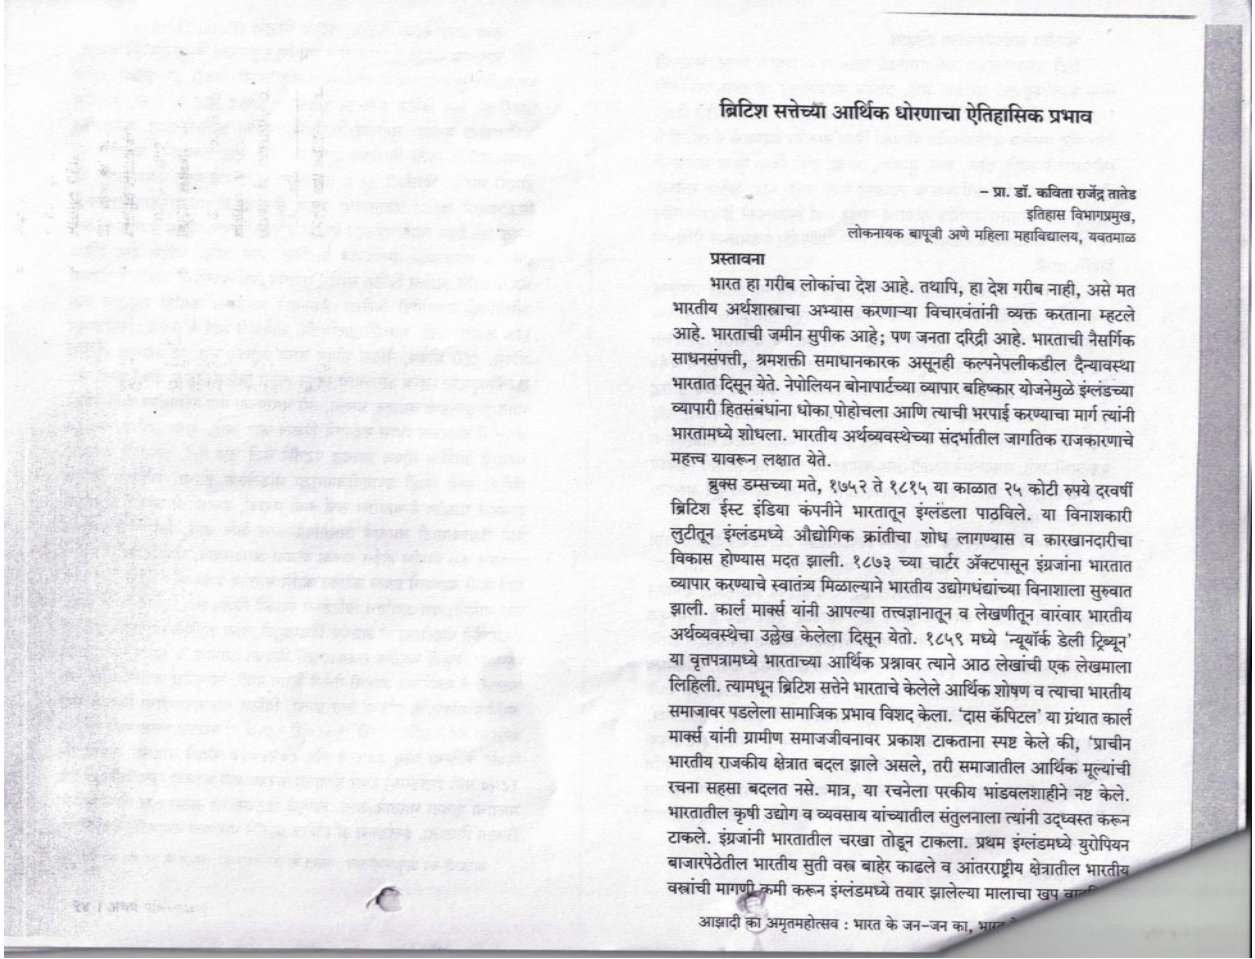 ब्रिटिश सत्तेच्या आर्थिक धोरणाचा ऐतिहासिक प्रभाव
– प्रा. डॉ. कविता राजेंद्र तातेड
इतिहास विभागप्रमुख,
लोकनायक बापूजी अणे महिला महाविद्यालय, यवतमाळ
प्रस्तावना
भारत हा गरीब लोकांचा देश आहे. तथापि, हा देश गरीब नाही, असे मत
भारतीय अर्थशास्त्राचा अभ्यास करणाऱ्या विचारवंतांनी व्यक्त करताना म्हटले
आहे. भारताची जमीन सुपीक आहे; पण जनता दरिद्री आहे. भारताची नैसर्गिक
साधनसंपत्ती, श्रमशक्ती समाधानकारक असूनही कल्पनेपलीकडील दैन्यावस्था
भारतात दिसून येते. नेपोलियन बोनापार्टच्या व्यापार बहिष्कार योजनेमुळे इंग्लंडच्या
व्यापारी हितसंबंधांना धोका पोहोचला आणि त्याची भरपाई करण्याचा मार्ग त्यांनी
भारतामध्ये शोधला. भारतीय अर्थव्यवस्थेच्या संदर्भातील जागतिक राजकारणाचे
महत्त्व यावरून लक्षात येते.
ब्रुक्स डम्सच्या मते, १७५२ ते १८१५ या काळात २५ कोटी रुपये दरवर्षी
ब्रिटिश ईस्ट इंडिया कंपनीने भारतातून इंग्लंडला पाठविले. या विनाशकारी
लुटीतून इंग्लंडमध्ये औद्योगिक क्रांतीचा शोध लागण्यास व कारखानदारीचा
विकास होण्यास मदत झाली. १८७३ च्या चार्टर ॲक्टपासून इंग्रजांना भारतात
व्यापार करण्याचे स्वातंत्र्य मिळाल्याने भारतीय उद्योगधंद्यांच्या विनाशाला सुरुवात
झाली. कार्ल मार्क्स यांनी आपल्या तत्त्वज्ञानातून व लेखणीतून वारंवार भारतीय
अर्थव्यवस्थेचा उल्लेख केलेला दिसून येतो. १८५९ मध्ये 'न्यूयॉर्क डेली ट्रिब्यून'
या वृत्तपत्रामध्ये भारताच्या आर्थिक प्रश्नावर त्याने आठ लेखांची एक लेखमाला
लिहिली. त्यामधून ब्रिटिश सत्तेने भारताचे केलेले आर्थिक शोषण व त्याचा भारतीय
समाजावर पडलेला सामाजिक प्रभाव विशद केला. 'दास कॅपिटल' या ग्रंथात कार्ल
मार्क्स यांनी ग्रामीण समाजजीवनावर प्रकाश टाकताना स्पष्ट केले की, 'प्राचीन
भारतीय राजकीय क्षेत्रात बदल झाले असले, तरी समाजातील आर्थिक मूल्यांची
रचना सहसा बदलत नसे. मात्र, या रचनेला परकीय भांडवलशाहीने नष्ट केले.
भारतातील कृषी उद्योग व व्यवसाय यांच्यातील संतुलनाला त्यांनी उद्ध्वस्त करून
टाकले. इंग्रजांनी भारतातील चरखा तोडून टाकला. प्रथम इंग्लंडमध्ये युरोपियन
बाजारपेठेतील भारतीय सुती वस्त्र बाहेर काढले व आंतरराष्ट्रीय क्षेत्रातील भारतीय
वस्त्रांची मागणी कमी करून इंग्लंडमध्ये तयार झालेल्या मालाचा खप
आझादी का अमृतमहोत्सव : भारत के जन-जन का,